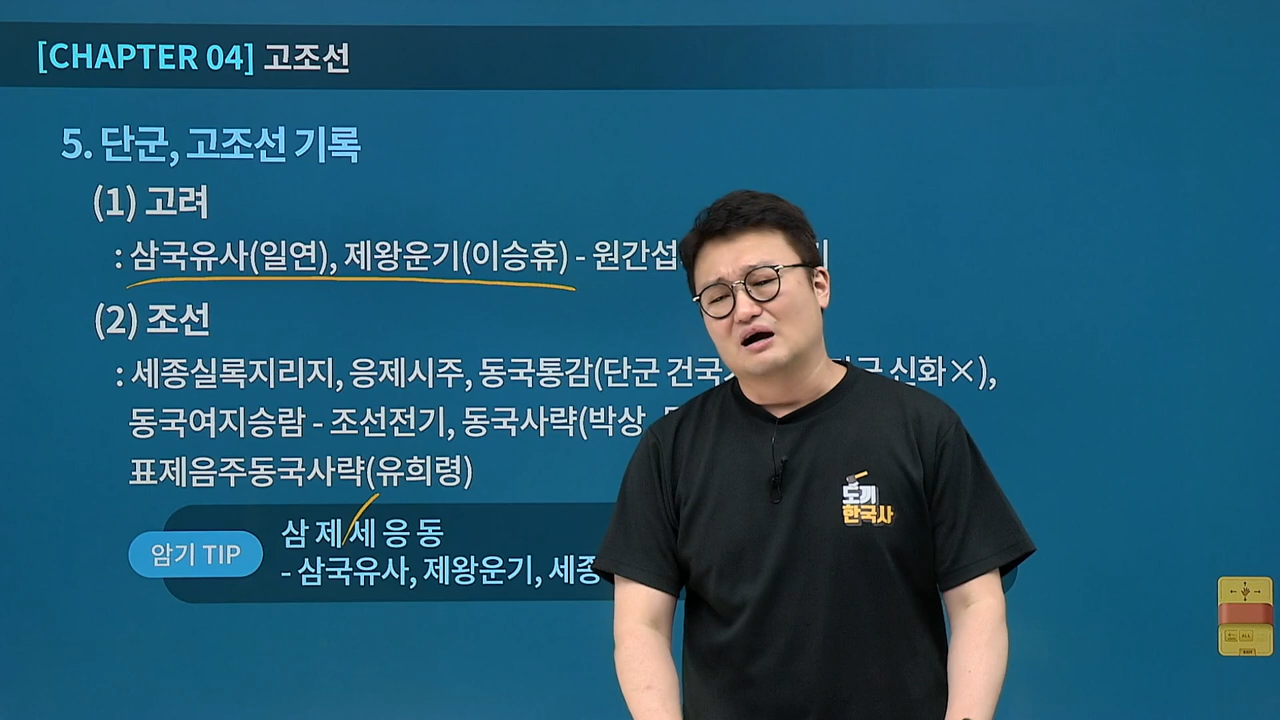 [CHAPTER 04] 고조선
5. 단군, 고조선 기록
(1) 고려
: 삼국유사(일연), 제왕운기(이승휴) - 원간섭
(2) 조선
: 세종실록지리지, 응제시주, 동국통감(단군 건국 신화×),
동국여지승람 - 조선전기, 동국사략(박상,
표제음주동국사략(유희령)
암기 TIP
삼 제 세 응 동
- 삼국유사, 제왕운기, 세종
도끼
한국사
ALL
EXIT